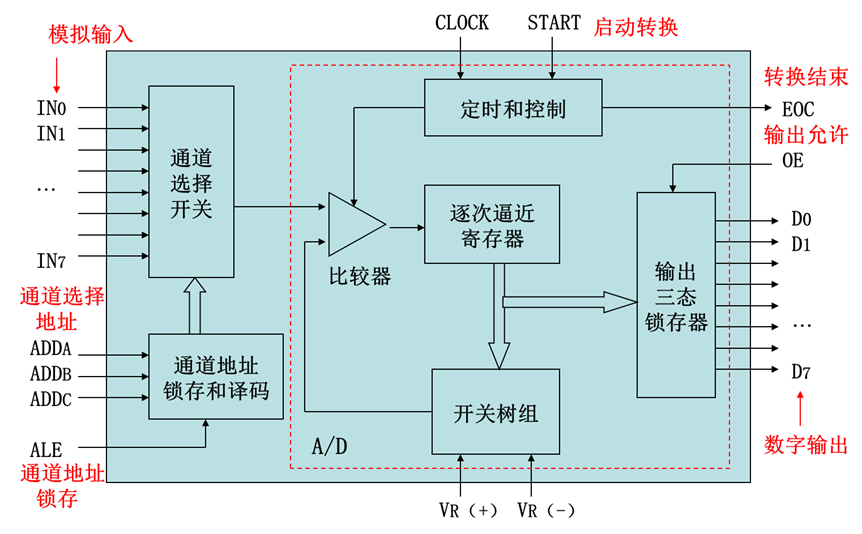 模拟输入
CLOCK
START
启动转换
IN0
IN1
...
IN7
通道
选择
开关
定时和控制
转换结束
EOC
输出允许
OE
逐次逼近
寄存器
比较器
输出
三态
锁存器
D0
D1
...
D7
数字输出
通道选择
地址
ADDA
ADDB
ADDC
通道地址
锁存和译码
开关树组
A/D
ALE
通道地址
锁存
VR（+）
VR（-）